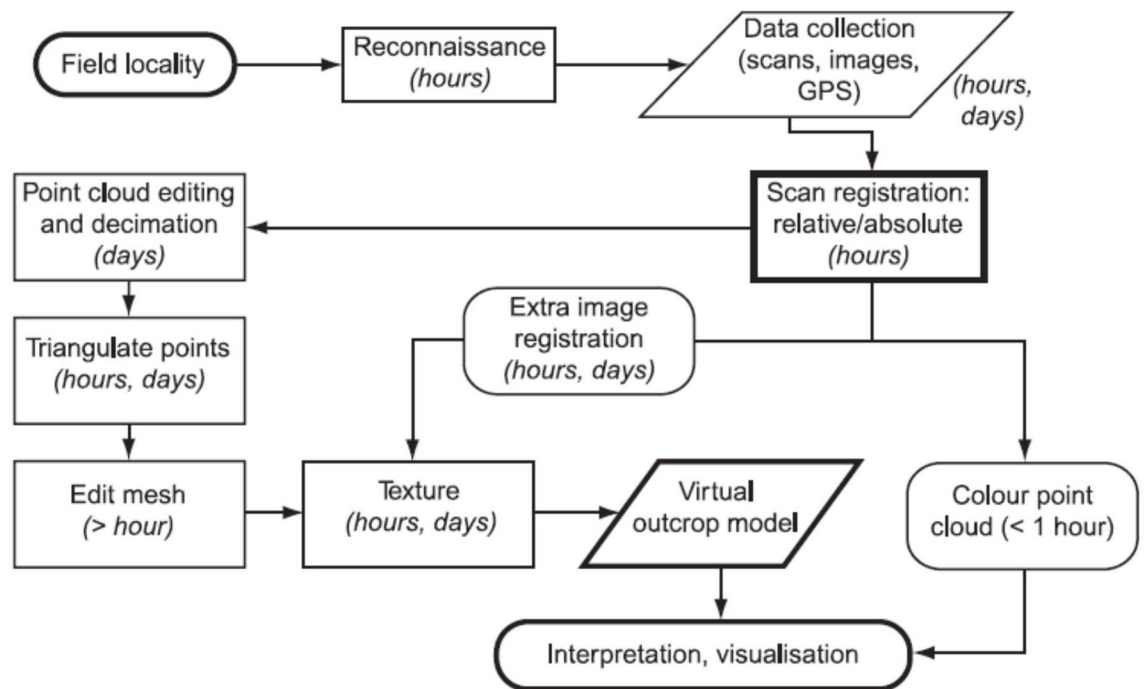 Field locality
Reconnaissance
(hours)
Data collection
(scans, images,
GPS)
(hours,
days)
Point cloud editing
and decimation
(days)
Scan registration:
relative/absolute
(hours)
Extra image
registration
(hours, days)
Triangulate points
(hours, days)
Edit mesh
(> hour)
Texture
(hours, days)
Virtual
outcrop model
Colour point
cloud (< 1 hour)
Interpretation, visualisation